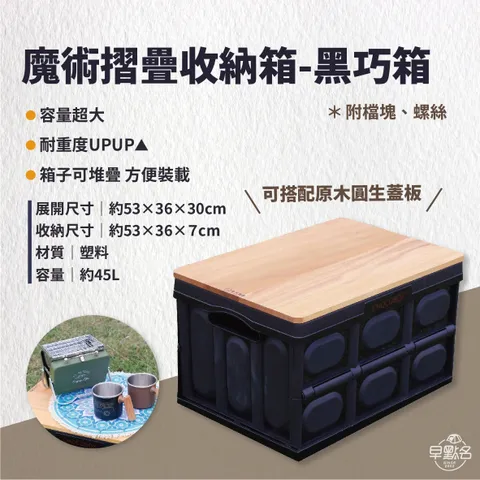 魔術摺疊收納箱-黑巧箱
＊附檔塊、螺絲
容量超大
耐重度UPUP▲
箱子可堆疊 方便裝載
展開尺寸｜約53×36×30cm
收納尺寸｜約53×36×7cm
材質｜塑料
容量｜約45L
可搭配原木圓生蓋板
早點名